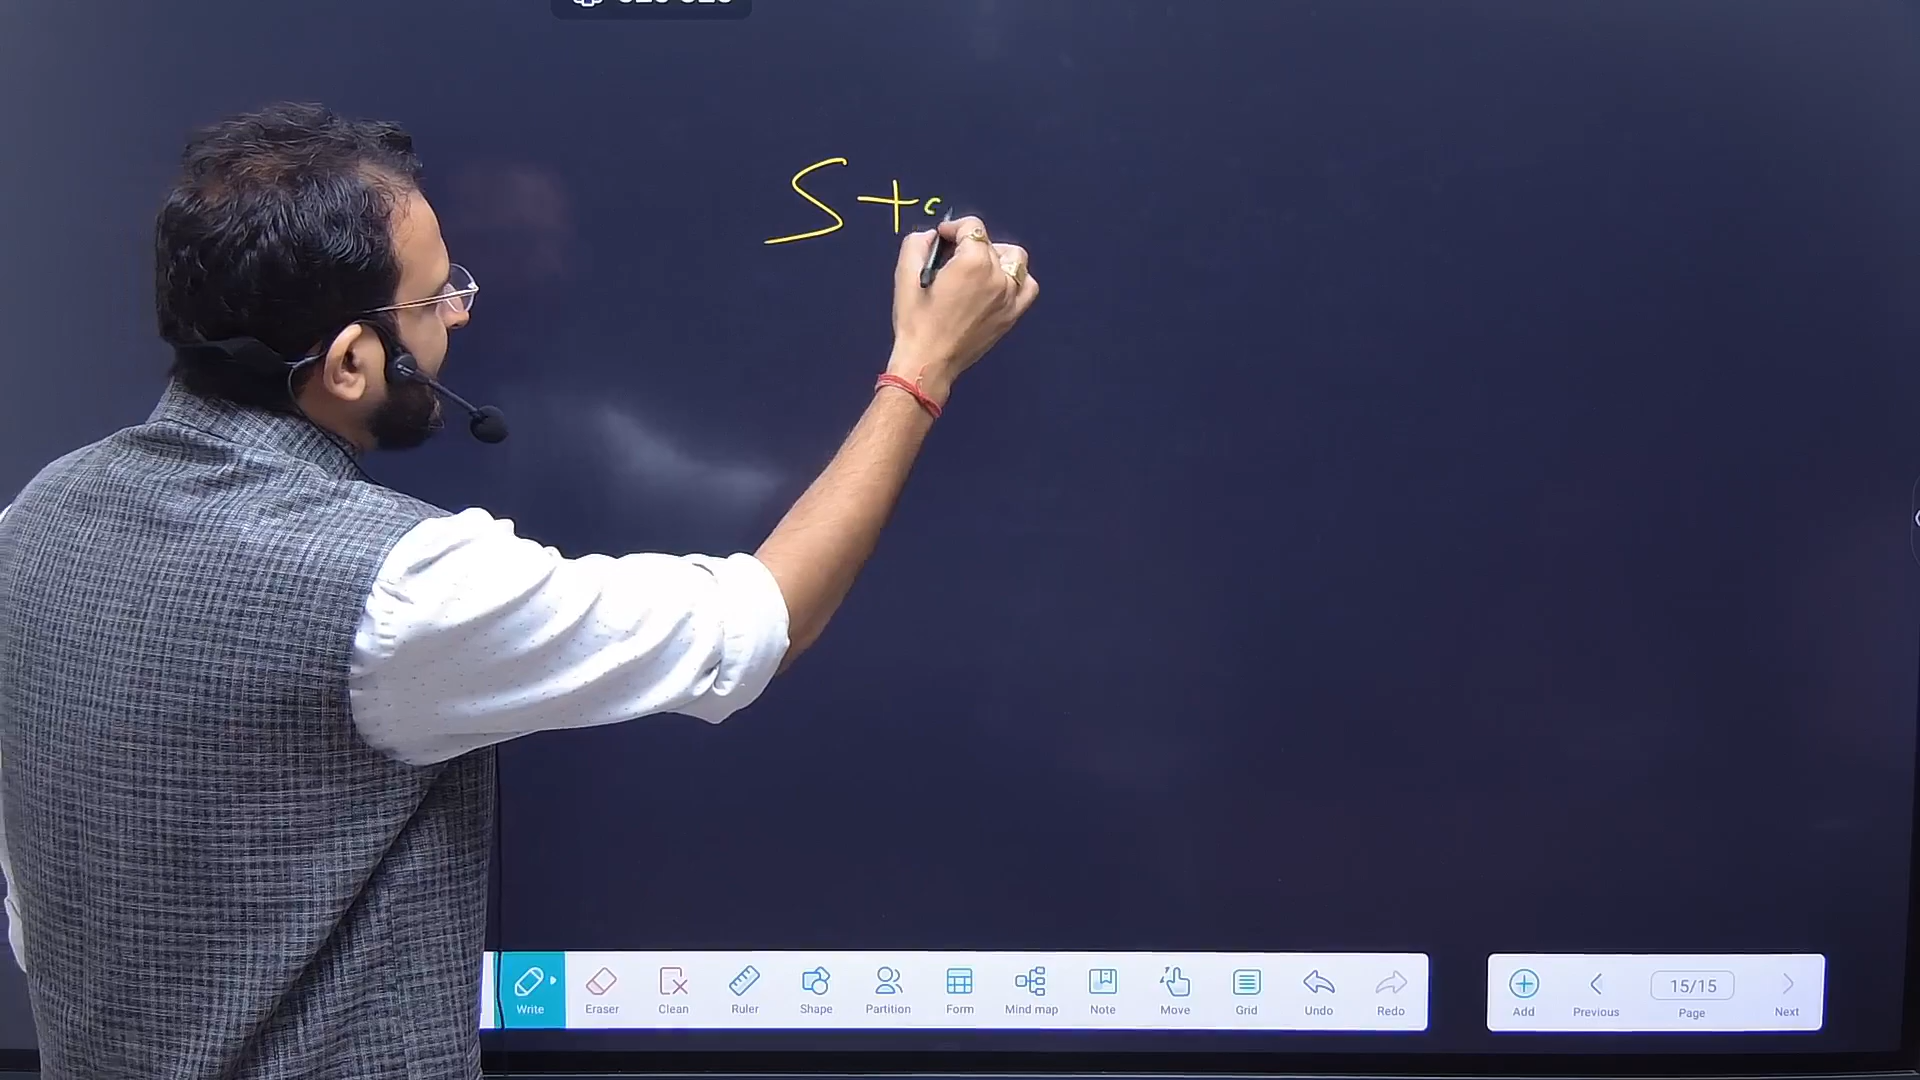 St
Write
Eraser
Clean
Ruler
Shape
Partition
Form
Mind map
Note
Move
Grid
Undo
Redo
Add
Previous
15/15
Page
Next